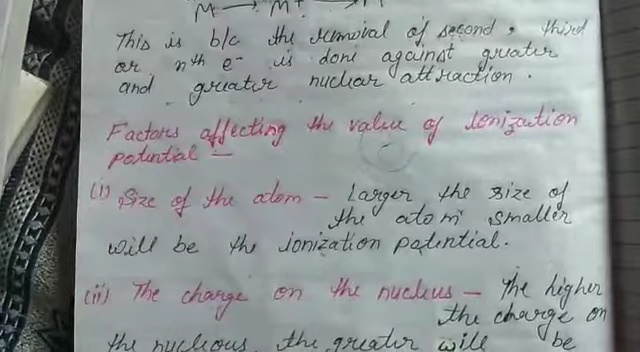 M → M+ →
This is b/c the removal of second, third
or nth e- is done against greater
and greater nuclear attraction.
Factors affecting the value of Ionization
potential —
(i) Size of the atom — Larger the size of
the atom smaller
will be the ionization potential.
(ii) The charge on the nucleus — The higher
the charge on
the nucleous, the greater will be